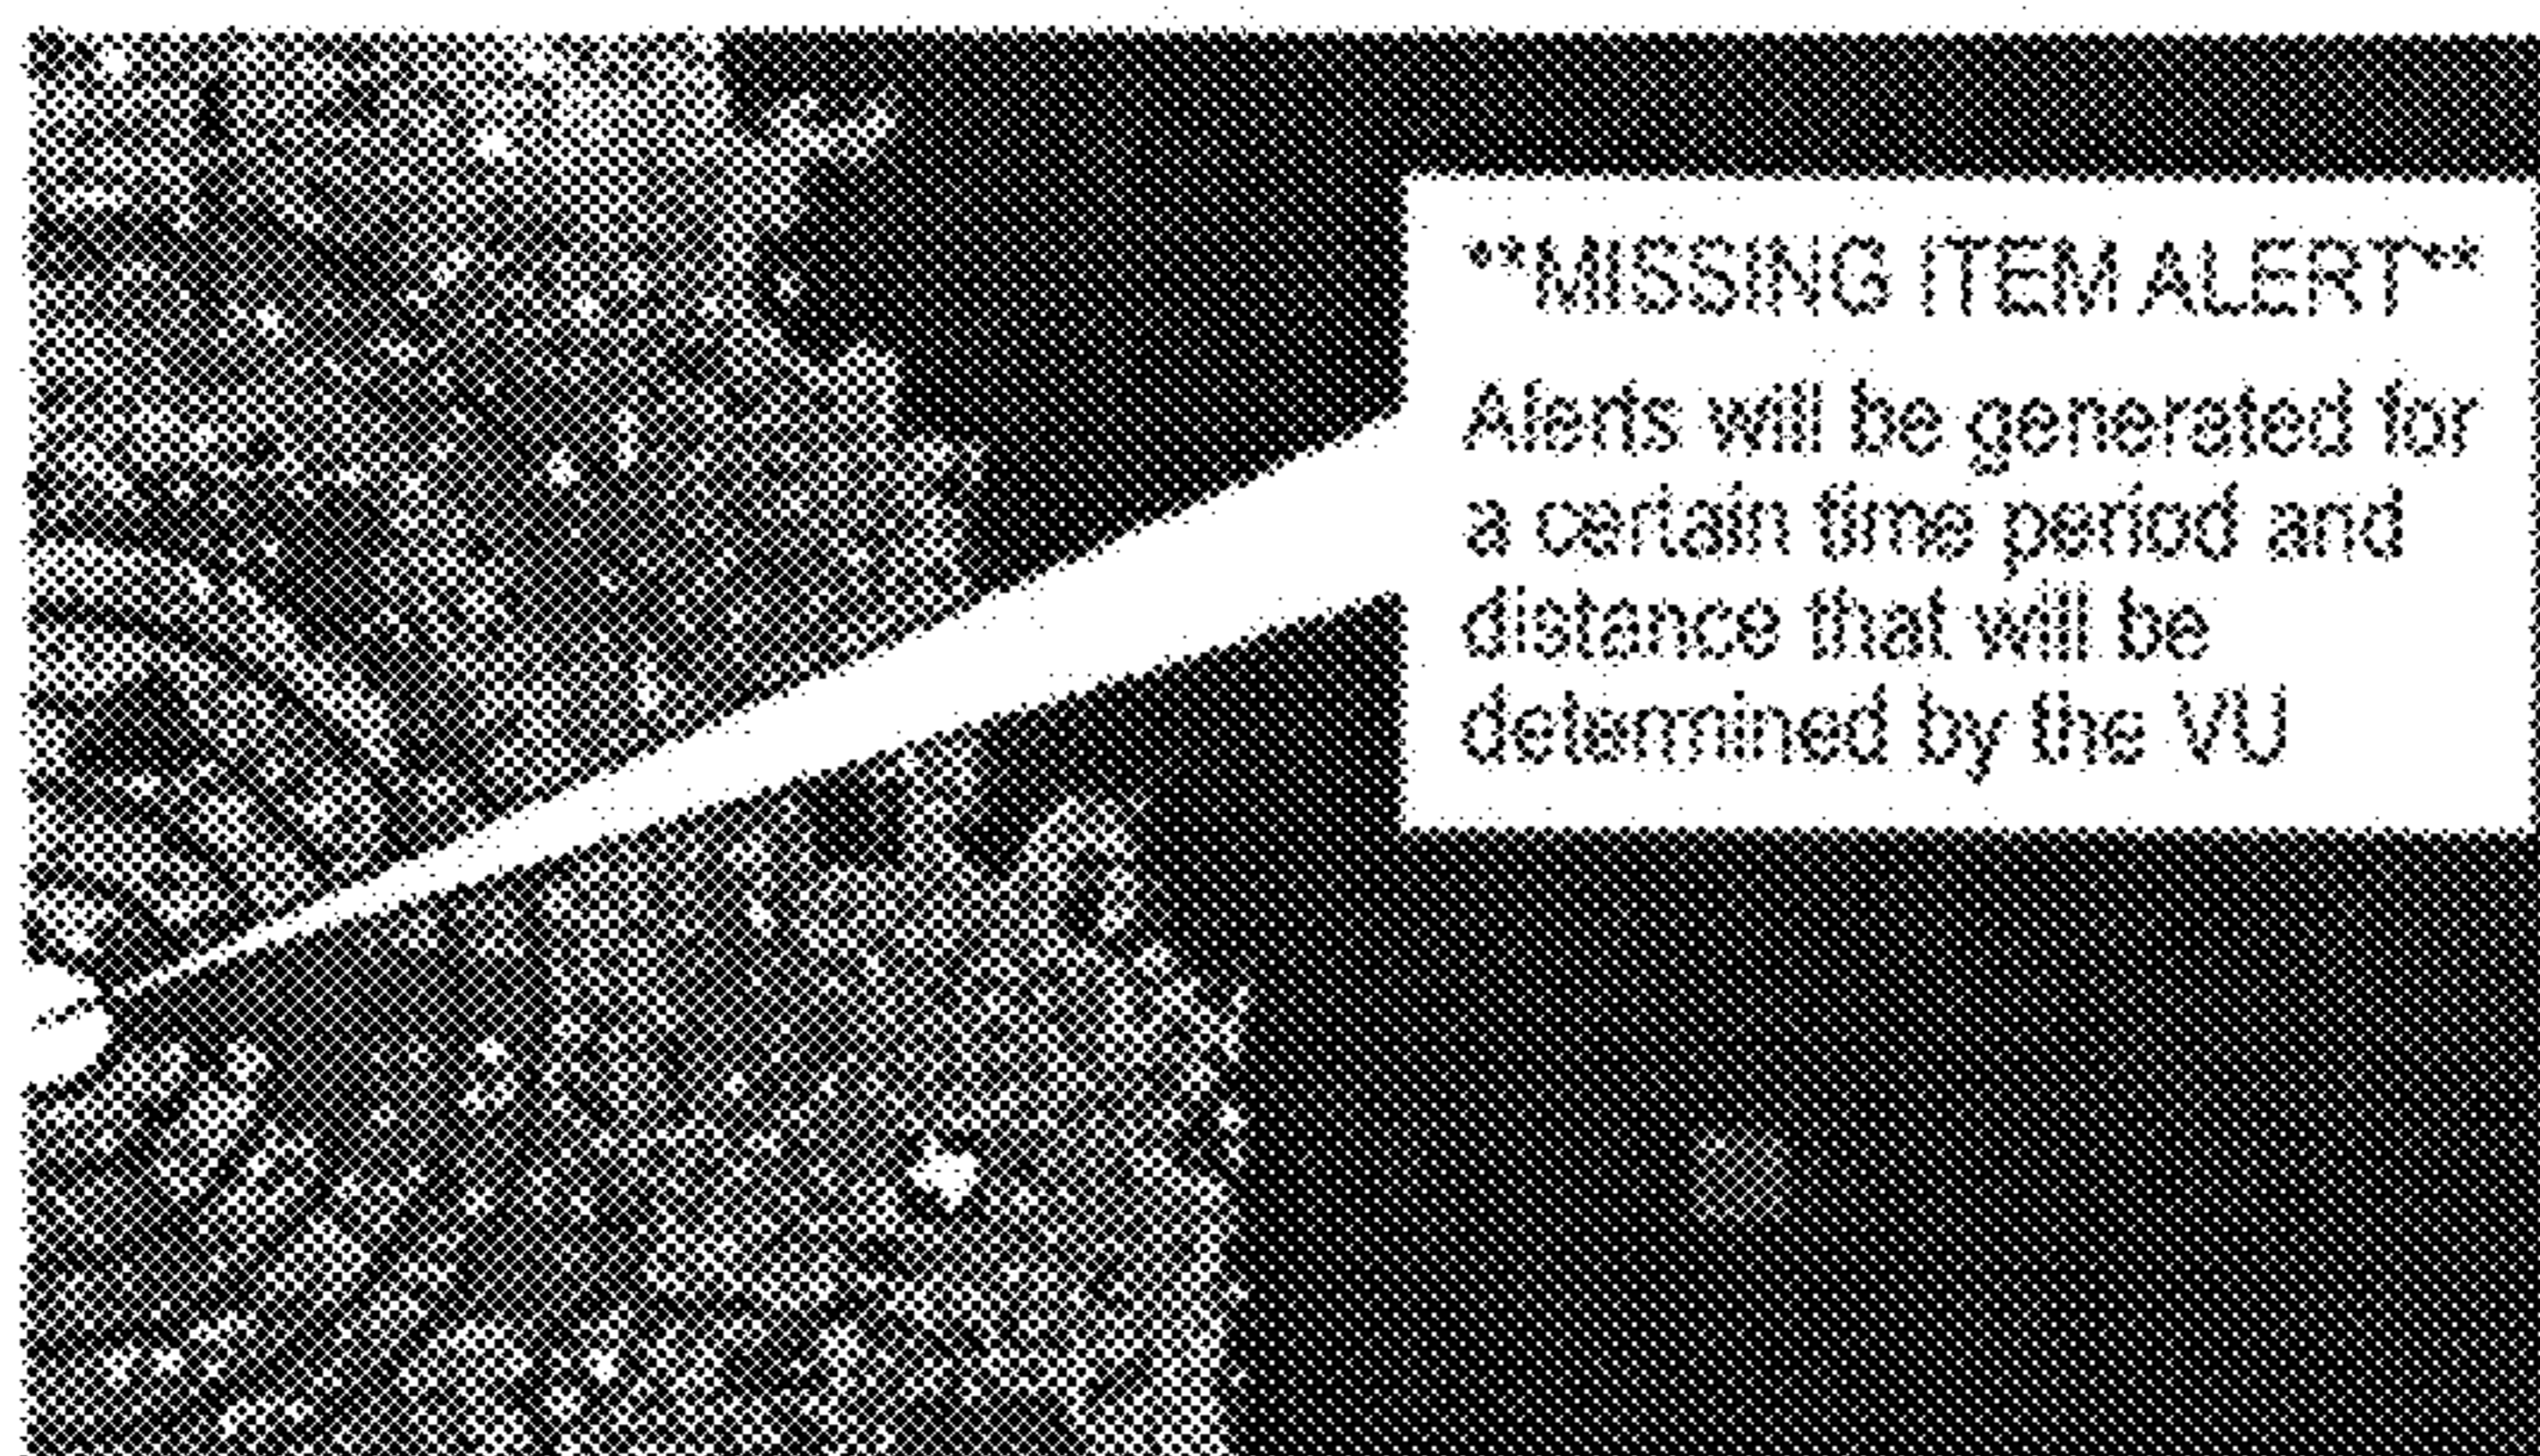 **MISSING ITEM ALERT**
Alerts will be generated for
a certain time period and
distance that will be
determined by the VU